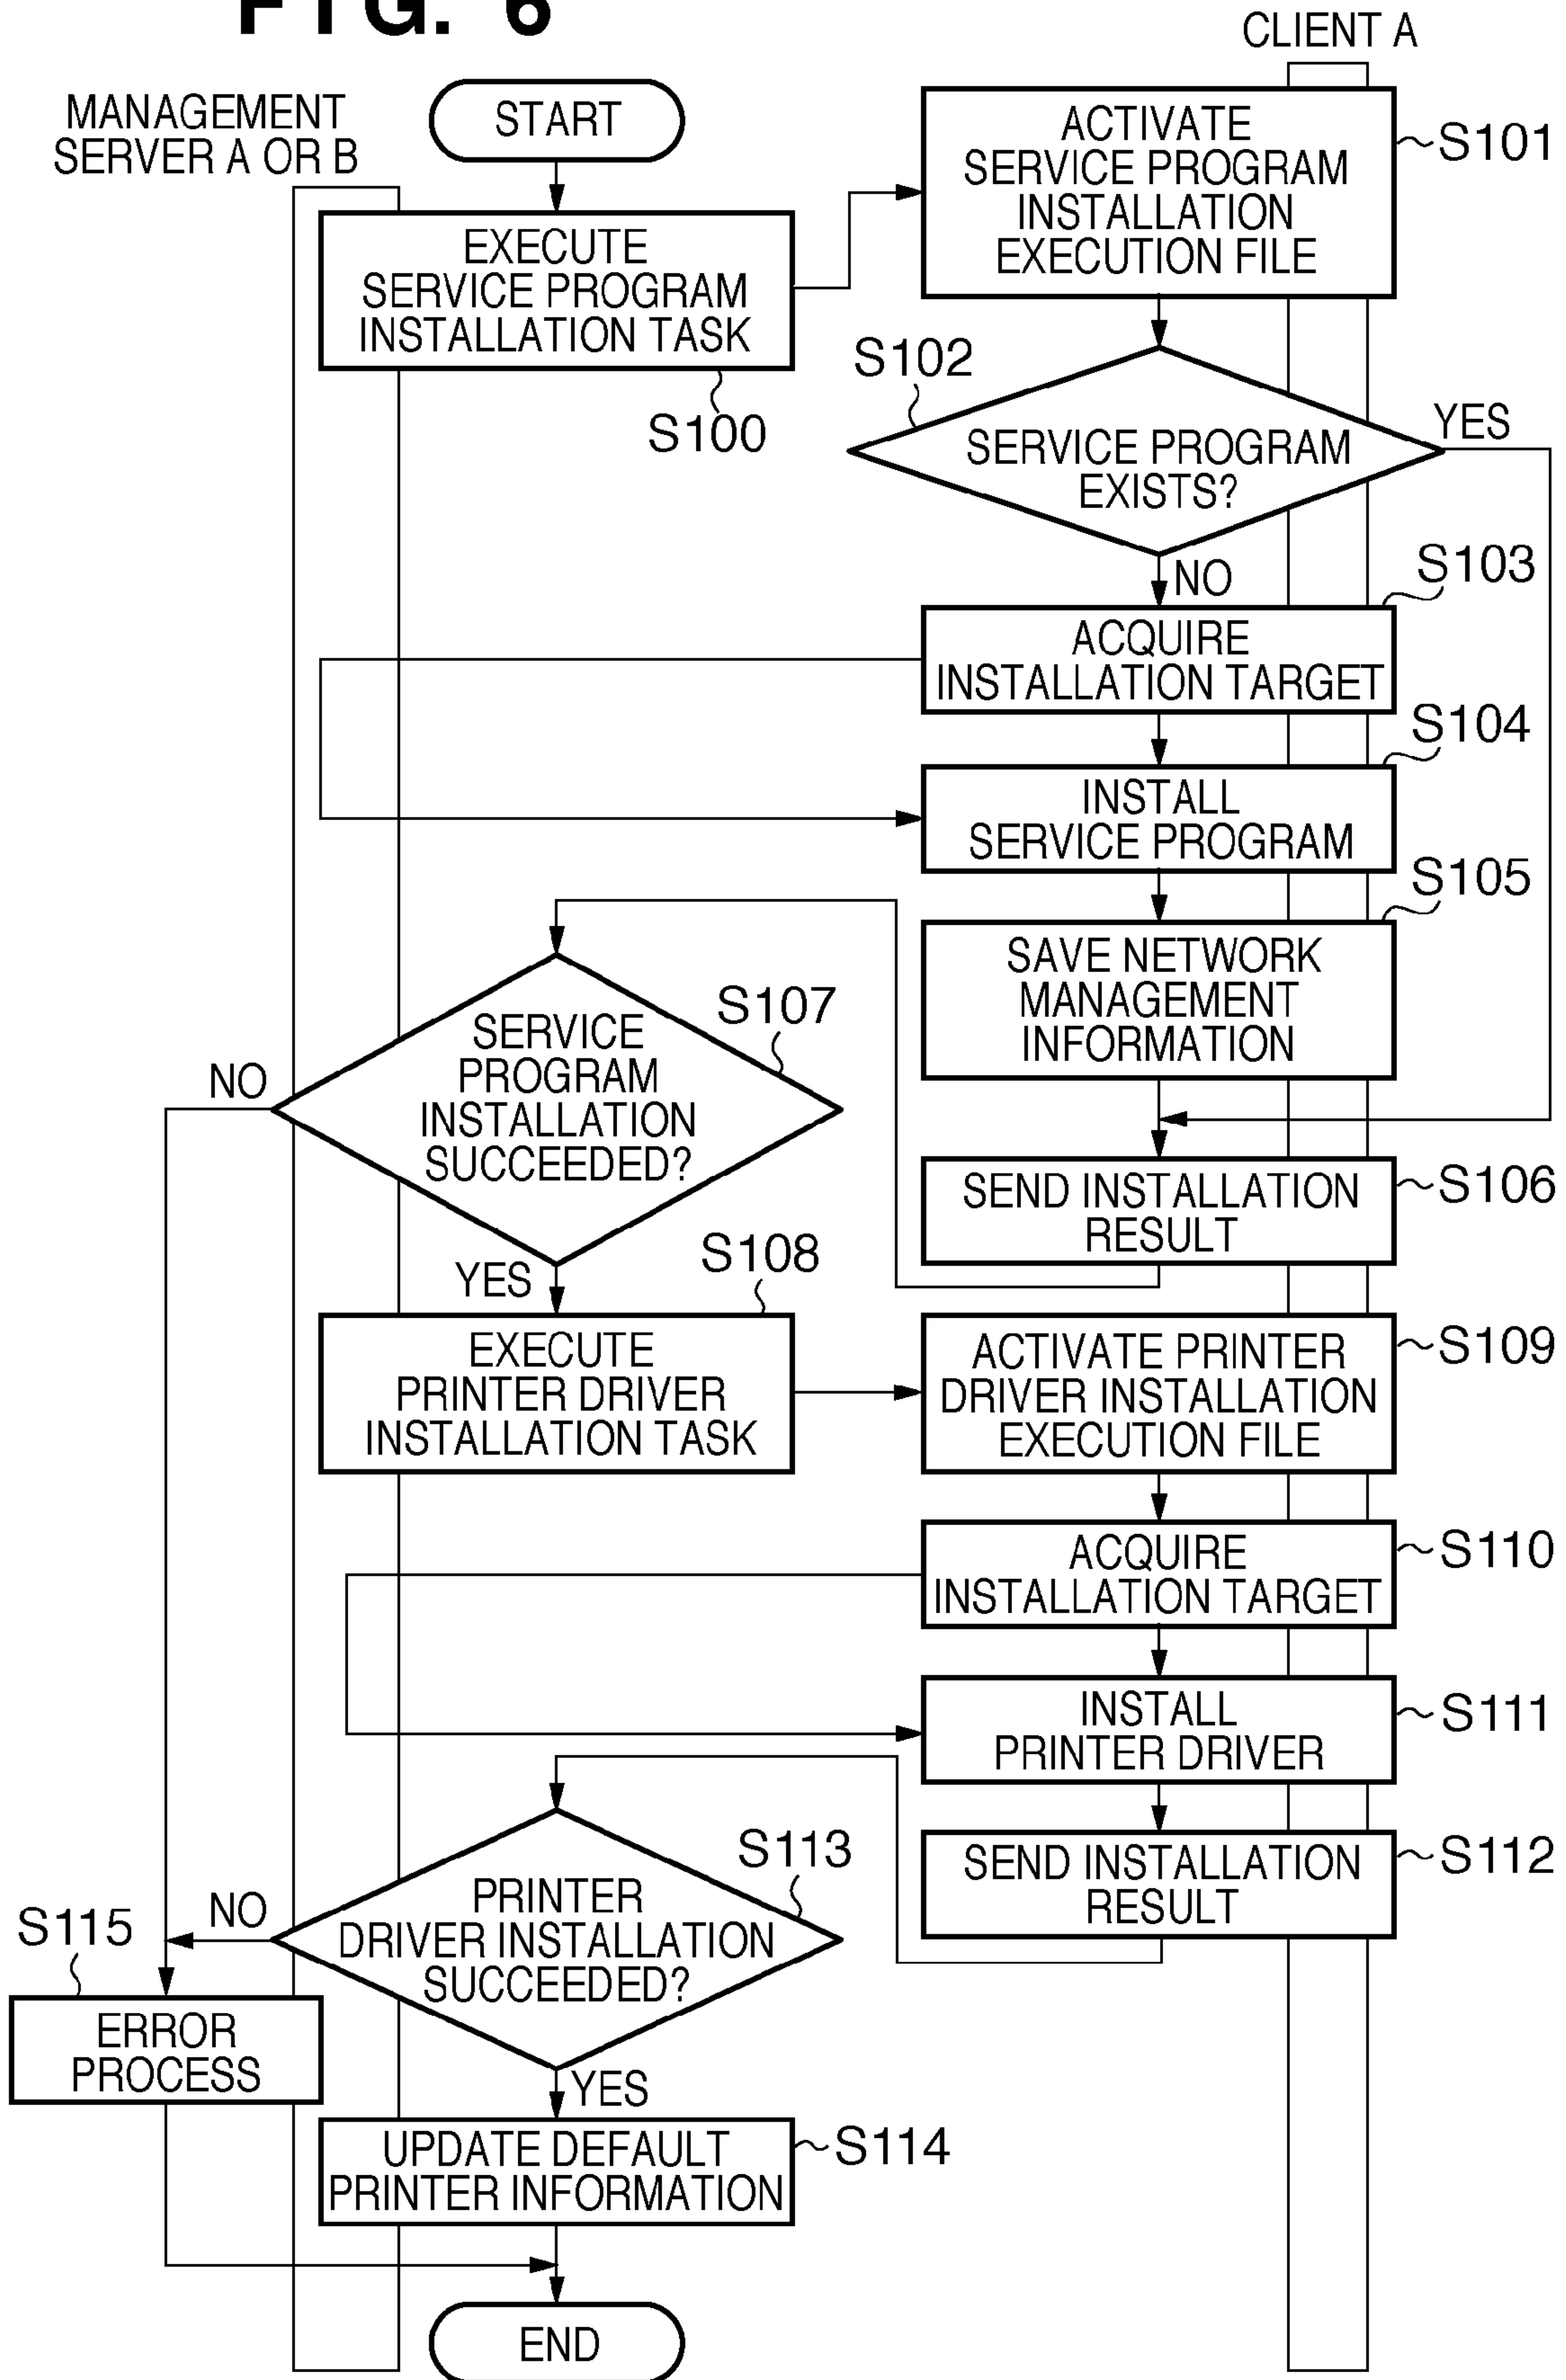 FIG. 6
CLIENT A
MANAGEMENT
SERVER A OR B
START
ACTIVATE
SERVICE PROGRAM
INSTALLATION
EXECUTION FILE
S101
EXECUTE
SERVICE PROGRAM
INSTALLATION TASK
S100
S102
SERVICE PROGRAM
EXISTS?
YES
NO
S103
ACQUIRE
INSTALLATION TARGET
S104
INSTALL
SERVICE PROGRAM
S105
SAVE NETWORK
MANAGEMENT
INFORMATION
S107
SERVICE
PROGRAM
INSTALLATION
SUCCEEDED?
NO
YES
SEND INSTALLATION
RESULT
S106
S108
EXECUTE
PRINTER DRIVER
INSTALLATION TASK
ACTIVATE PRINTER
DRIVER INSTALLATION
EXECUTION FILE
S109
ACQUIRE
INSTALLATION TARGET
S110
INSTALL
PRINTER DRIVER
S111
SEND INSTALLATION
RESULT
S112
S113
PRINTER
DRIVER INSTALLATION
SUCCEEDED?
NO
YES
S115
ERROR
PROCESS
UPDATE DEFAULT
PRINTER INFORMATION
S114
END